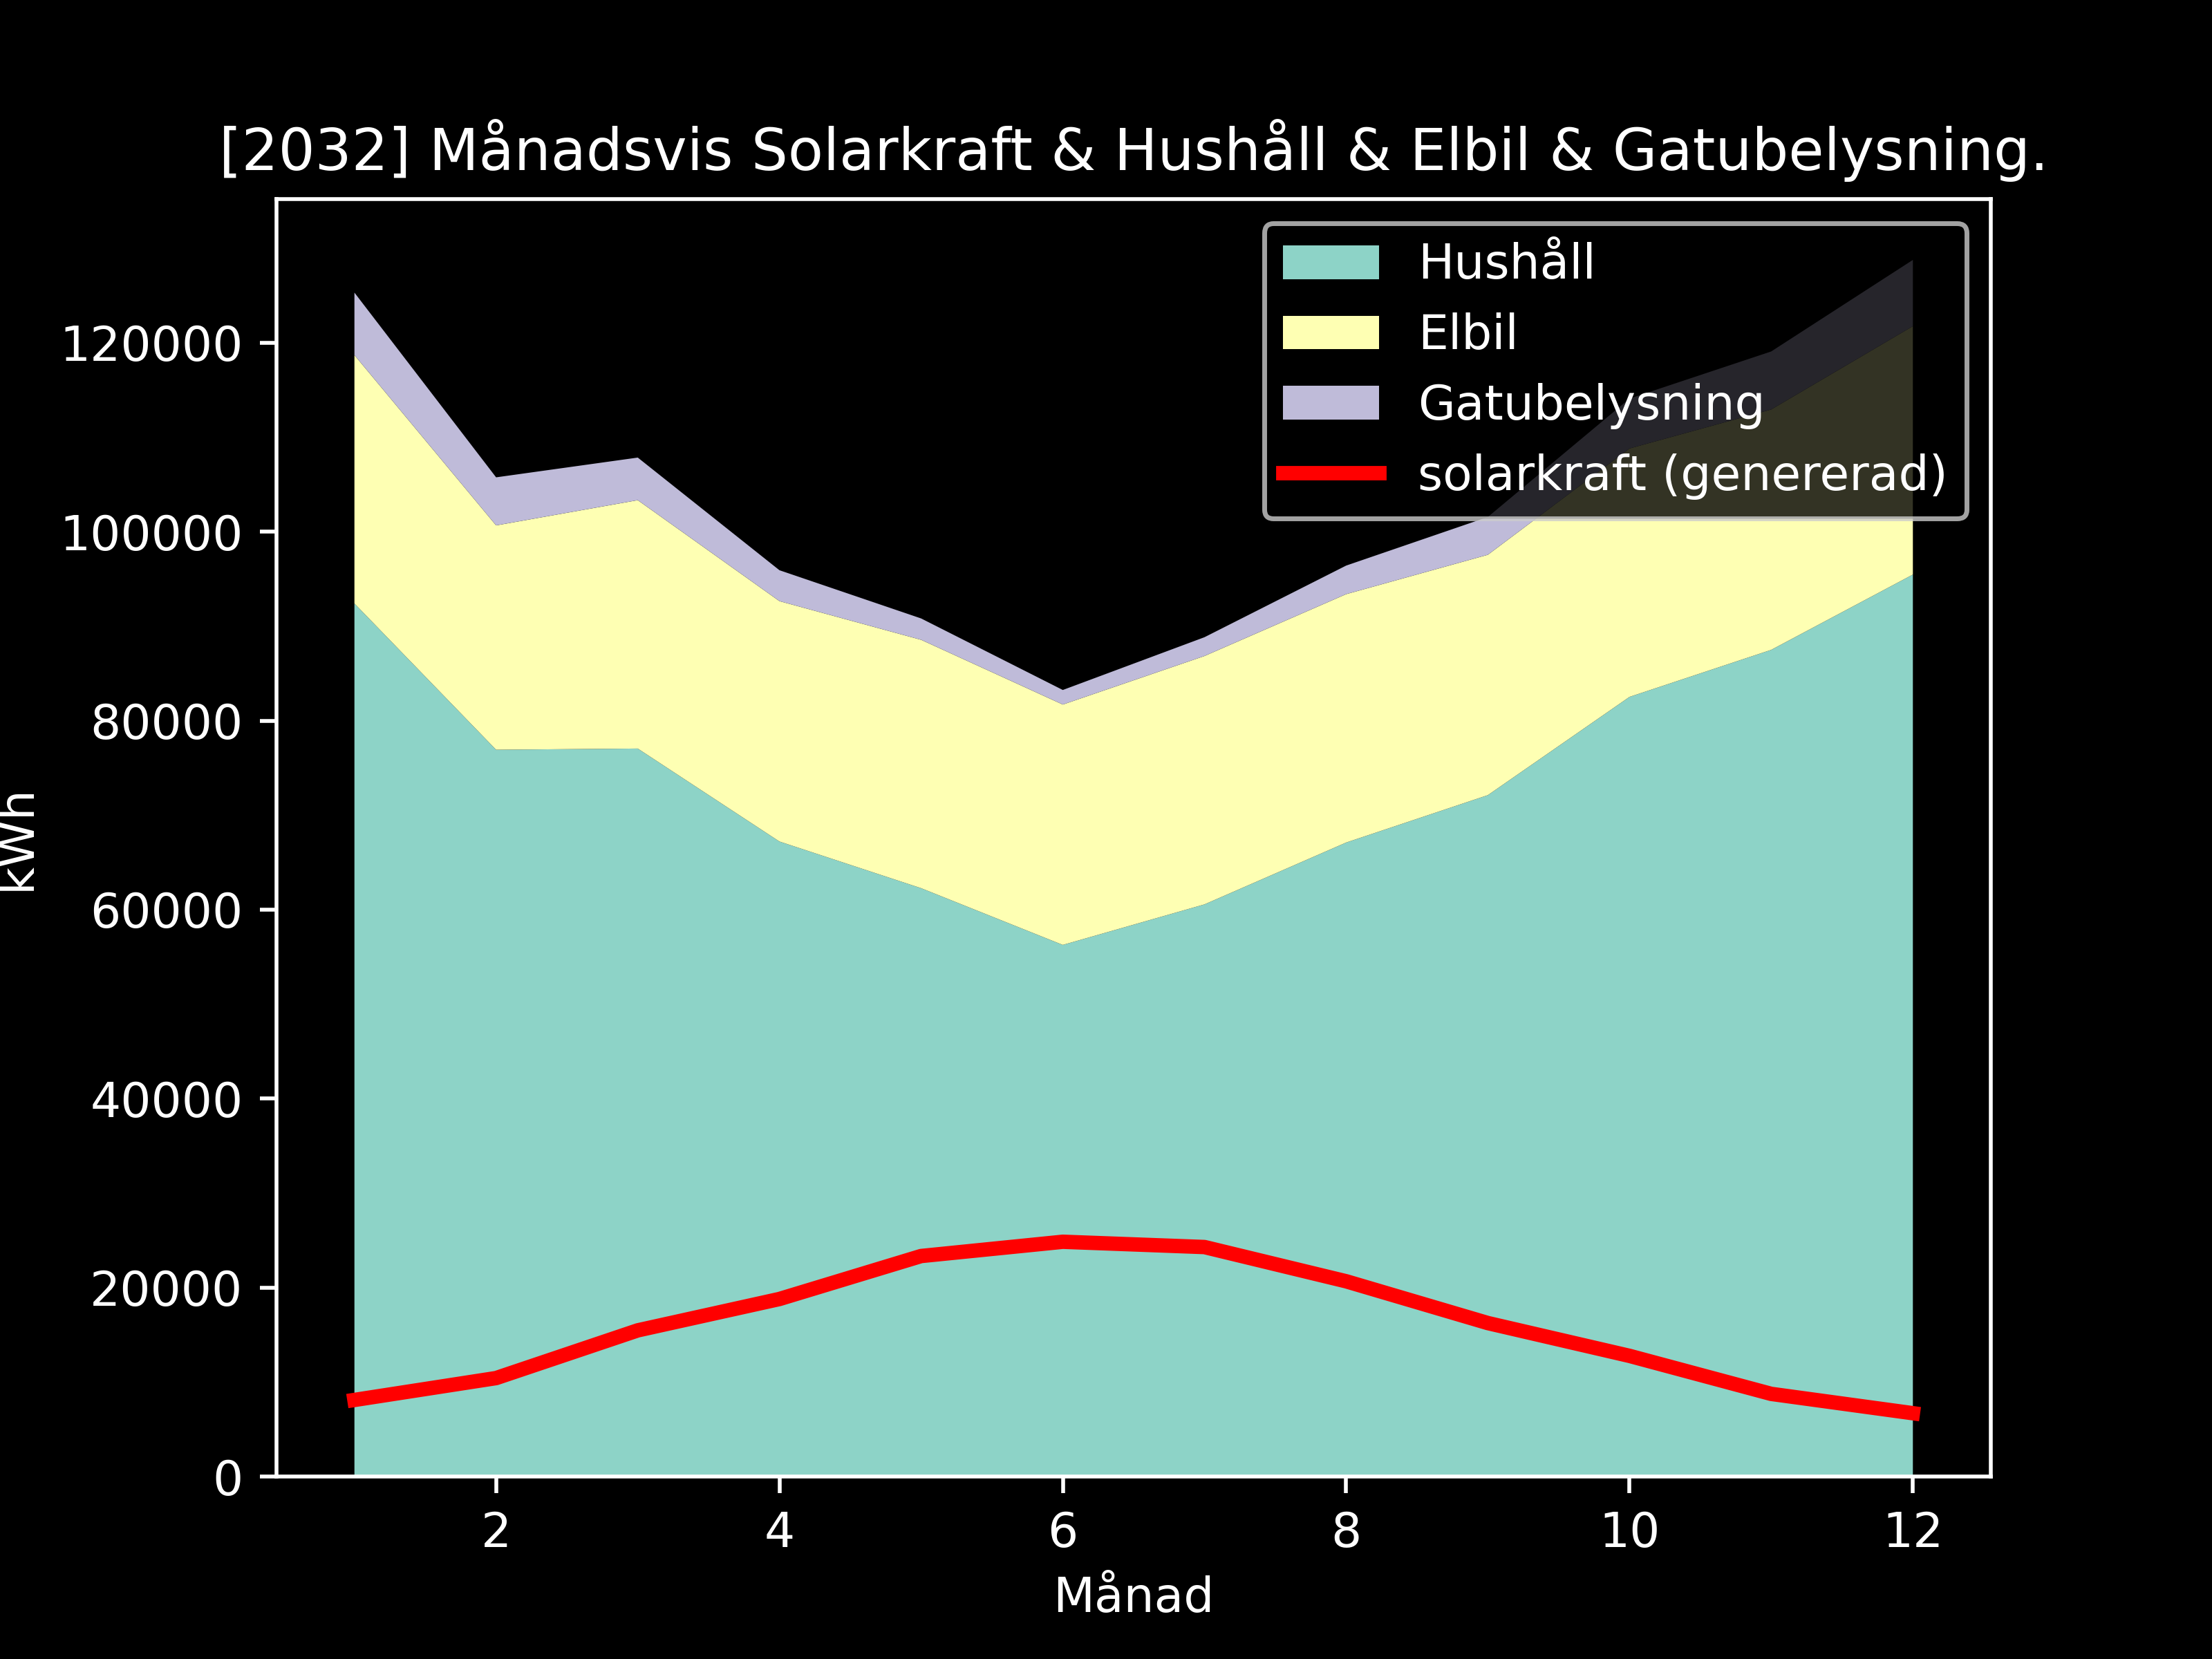 [2032] Månadsvis Solarkraft & Hushåll & Elbil & Gatubelysning.
Hushåll
Elbil
Gatubelysning
solarkraft (genererad)
120000
100000
80000
60000
40000
20000
0
kWh
2 4 6 8 10 12
Månad